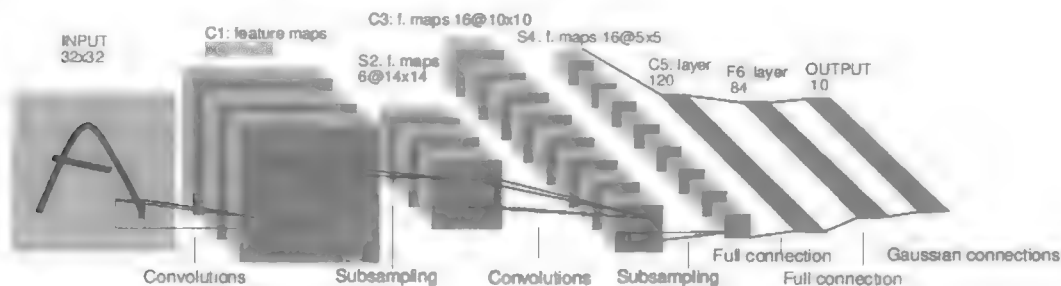 INPUT
32x32
C1: feature maps
S2. f. maps
6@14x14
C3: f. maps 16@10x10
S4. f. maps 16@5x5
C5. layer
120
F6 layer
84
OUTPUT
10
Convolutions
Subsampling
Convolutions
Subsampling
Full connection
Full connection
Gaussian connections